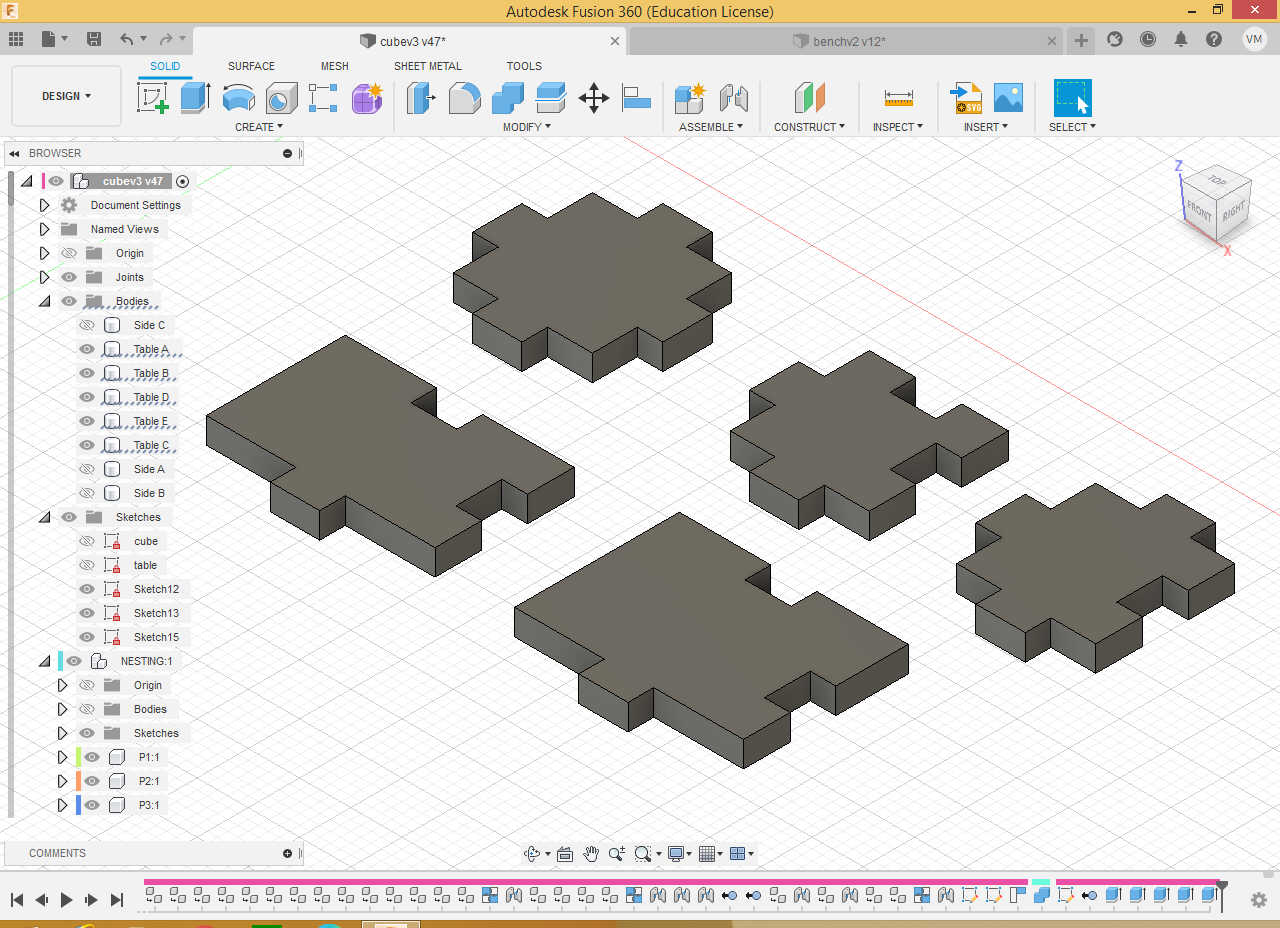 Autodesk Fusion 360 (Education License)
cubev3 v47*
benchv2 v12*
VM
DESIGN
SOLID
SURFACE
MESH
SHEET METAL
TOOLS
CREATE
MODIFY
ASSEMBLE
CONSTRUCT
INSPECT
INSERT
SELECT
SVG
BROWSER
cubev3 v47
Document Settings
Named Views
Origin
Joints
Bodies
Side C
Table A
Table B
Table D
Table E
Table C
Side A
Side B
Sketches
cube
table
Sketch12
Sketch13
Sketch15
NESTING:1
Origin
Bodies
Sketches
P1:1
P2:1
P3:1
Z
TOP
FRONT
RIGHT
X
COMMENTS